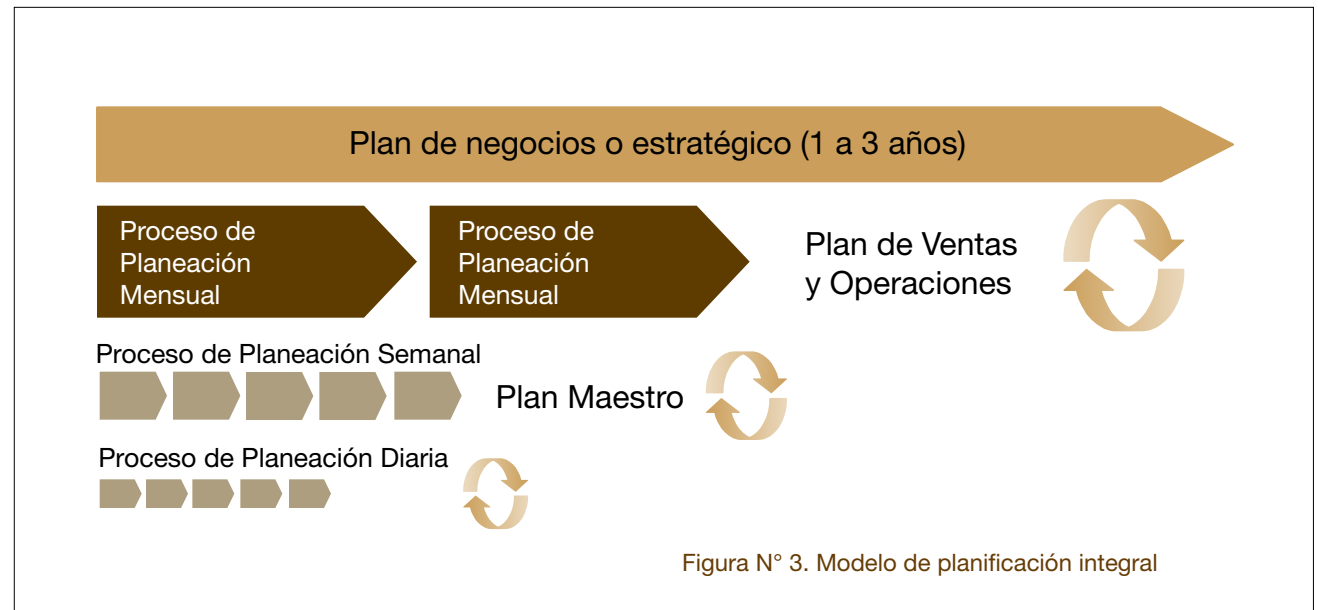 Plan de negocios o estratégico (1 a 3 años)
Proceso de
Planeación
Mensual
Proceso de
Planeación
Mensual
Plan de Ventas
y Operaciones
Proceso de Planeación Semanal
Plan Maestro
Proceso de Planeación Diaria
Figura N° 3. Modelo de planificación integral